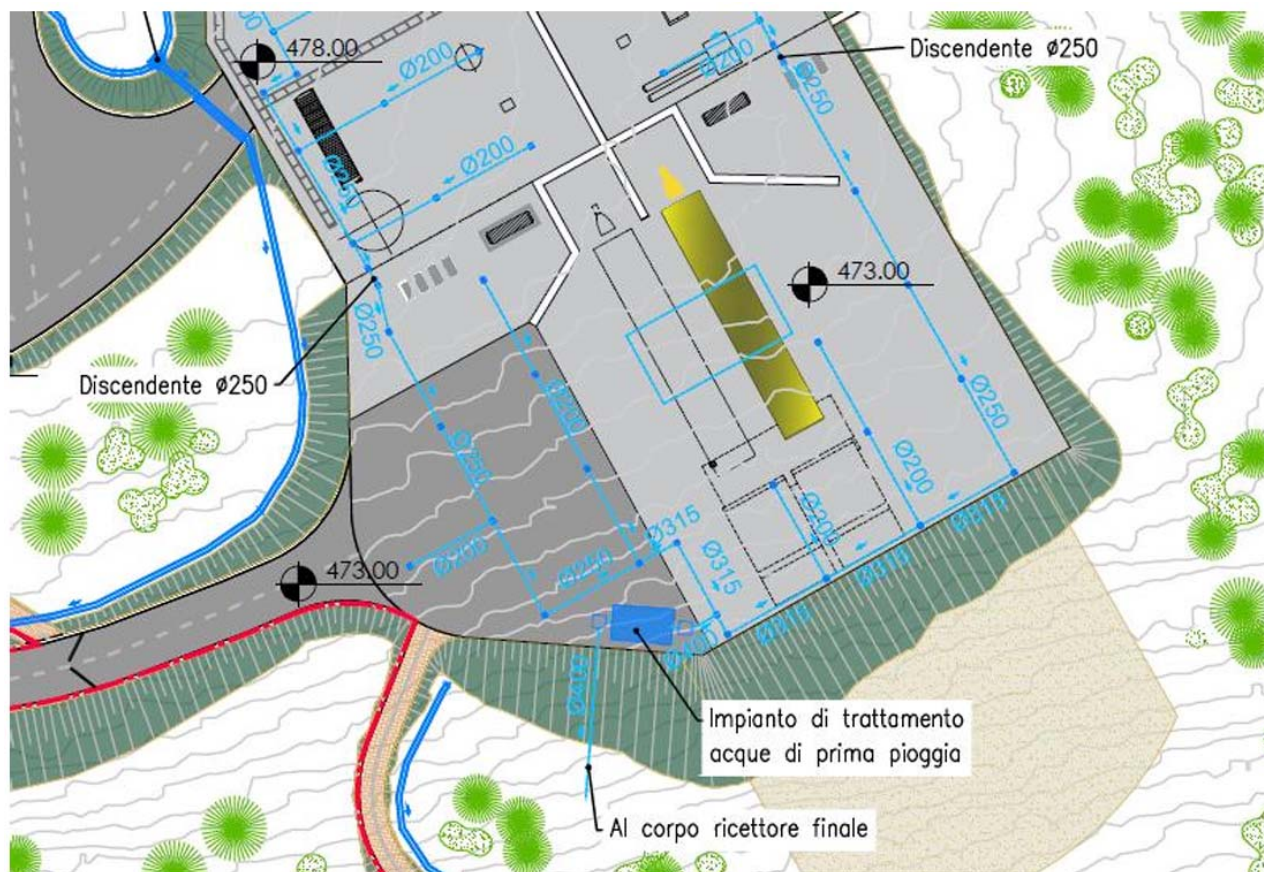 00
478.00
Ø200
Ø200
Discendente Ø250
Ø250
Ø250
Ø200
473.00
Ø250
Discendente Ø250
Ø200
Ø250
Ø250
Ø200
Ø315
Ø200
Ø250
Ø315
Ø200
Ø315
473.00
Ø315
Ø315
Ø400
Ø400
Impianto di trattamento
acque di prima pioggia
Al corpo ricettore finale